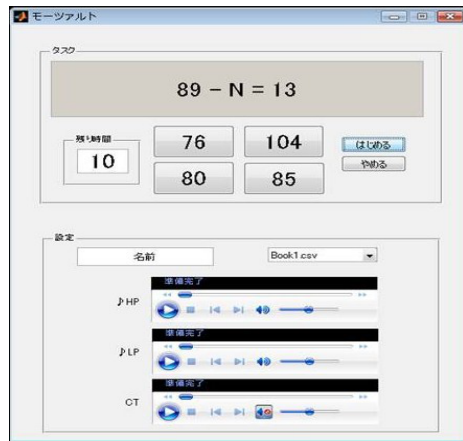 モーツァルト
タスク
89 − N = 13
残り時間
10
76
104
80
85
はじめる
やめる
設定
名前
Book1.csv
準備完了
♪HP
準備完了
♪LP
準備完了
CT